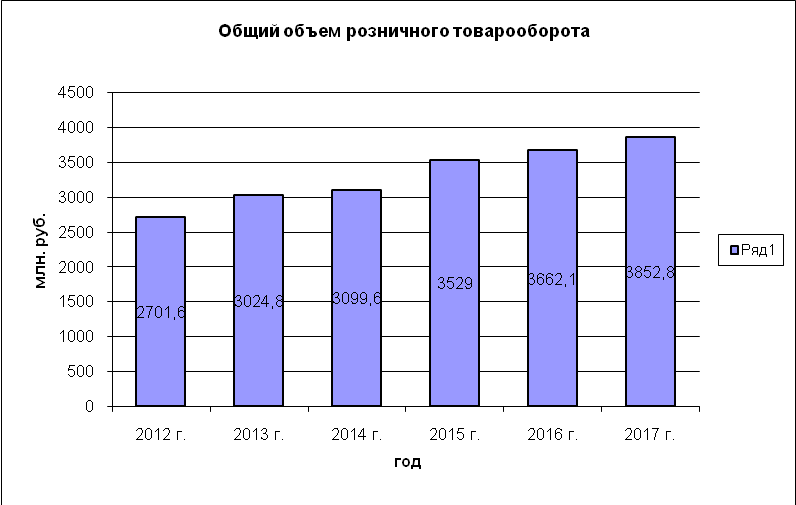 Общий объем розничного товарооборота
млн. руб.
4500
4000
3500
3000
2500
2000
1500
1000
500
0
2701,6
3024,8
3099,6
3529
3662,1
3852,8
2012 г.
2013 г.
2014 г.
2015 г.
2016 г.
2017 г.
год
Ряд1